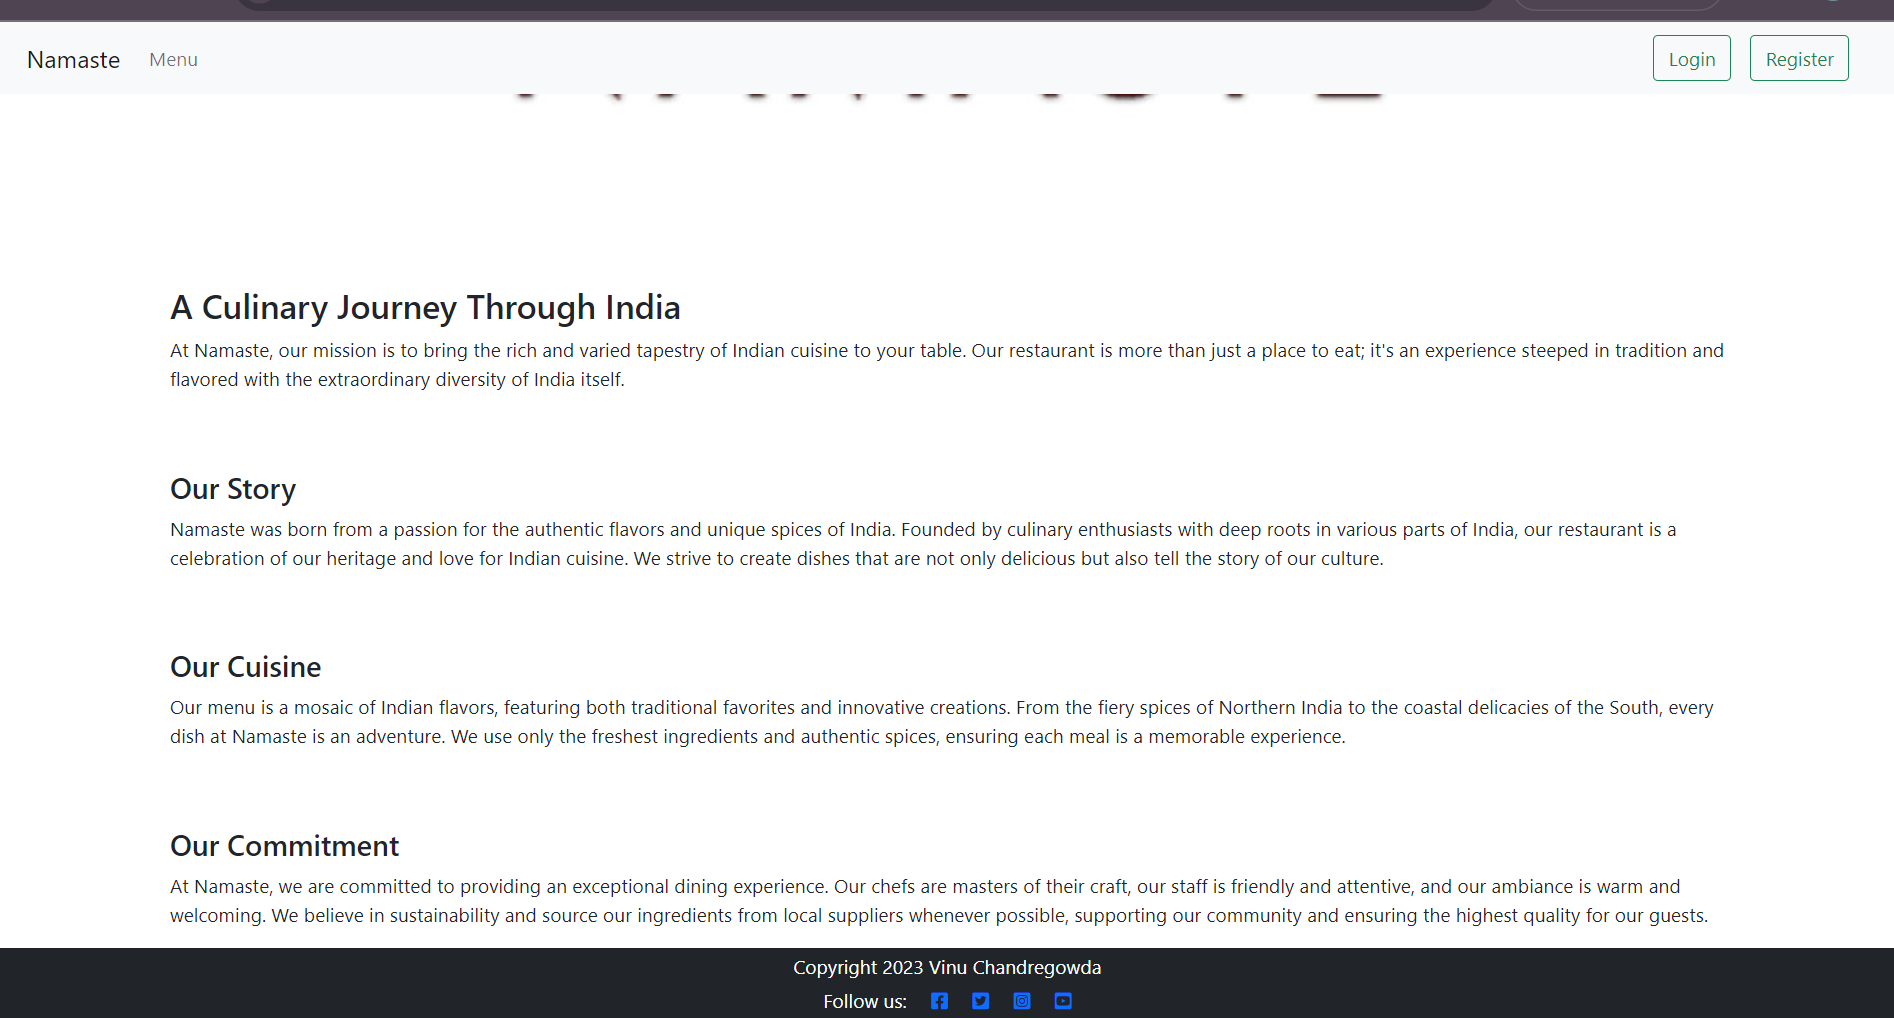 Namaste Menu Login Register
A Culinary Journey Through India
At Namaste, our mission is to bring the rich and varied tapestry of Indian cuisine to your table. Our restaurant is more than just a place to eat; it's an experience steeped in tradition and
flavored with the extraordinary diversity of India itself.
Our Story
Namaste was born from a passion for the authentic flavors and unique spices of India. Founded by culinary enthusiasts with deep roots in various parts of India, our restaurant is a
celebration of our heritage and love for Indian cuisine. We strive to create dishes that are not only delicious but also tell the story of our culture.
Our Cuisine
Our menu is a mosaic of Indian flavors, featuring both traditional favorites and innovative creations. From the fiery spices of Northern India to the coastal delicacies of the South, every
dish at Namaste is an adventure. We use only the freshest ingredients and authentic spices, ensuring each meal is a memorable experience.
Our Commitment
At Namaste, we are committed to providing an exceptional dining experience. Our chefs are masters of their craft, our staff is friendly and attentive, and our ambiance is warm and
welcoming. We believe in sustainability and source our ingredients from local suppliers whenever possible, supporting our community and ensuring the highest quality for our guests.
Copyright 2023 Vinu Chandregowda
Follow us: